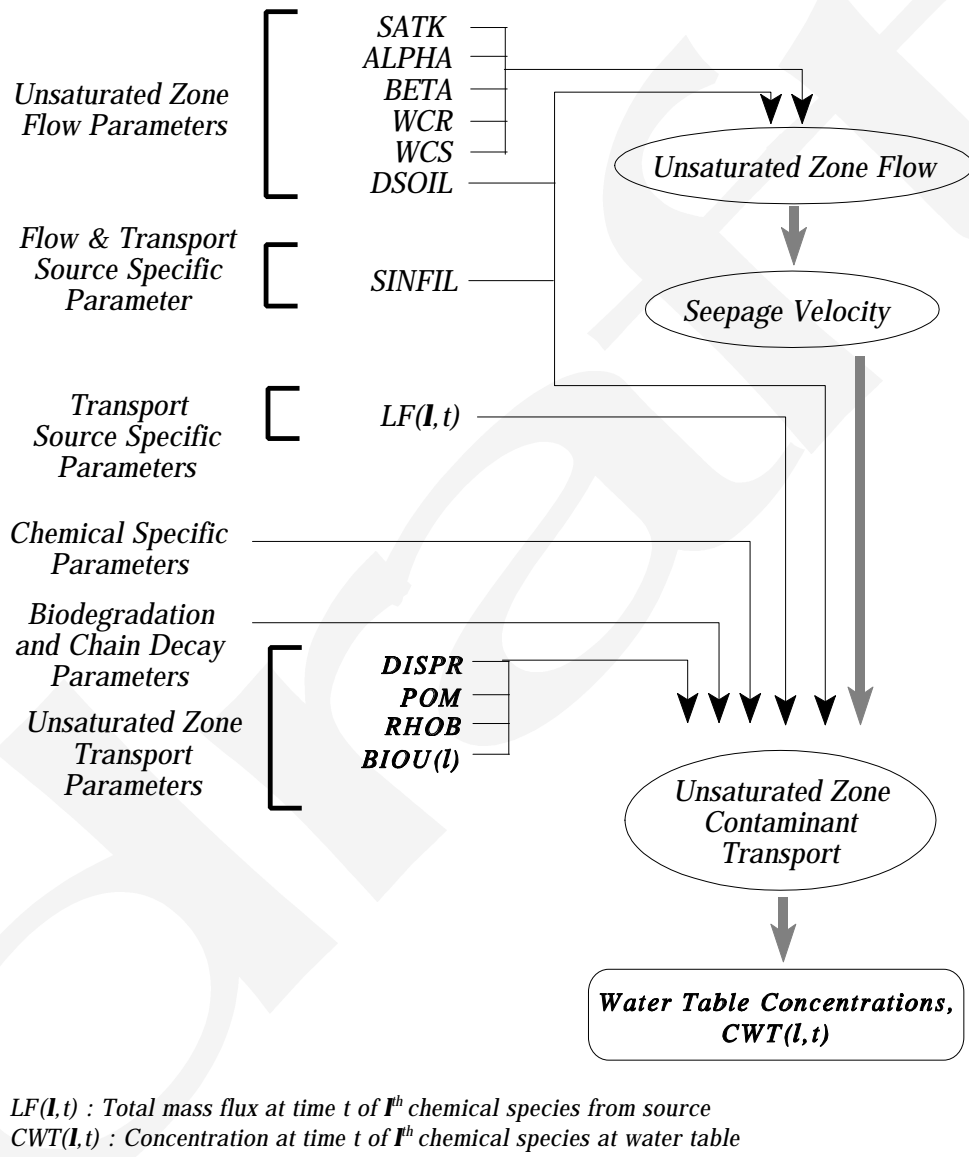 SATK
ALPHA
BETA
WCR
WCS
DSOIL
Unsaturated Zone
Flow Parameters
Unsaturated Zone Flow
Flow & Transport
Source Specific
Parameter
SINFIL
Seepage Velocity
Transport
Source Specific
Parameters
LF(l,t)
Chemical Specific
Parameters
Biodegradation
and Chain Decay
Parameters
Unsaturated Zone
Transport
Parameters
DISPR
POM
RHOB
BIOU(l)
Unsaturated Zone
Contaminant
Transport
Water Table Concentrations,
CWT(l,t)
LF(l,t) : Total mass flux at time t of lth chemical species from source
CWT(l,t) : Concentration at time t of lth chemical species at water table
draft